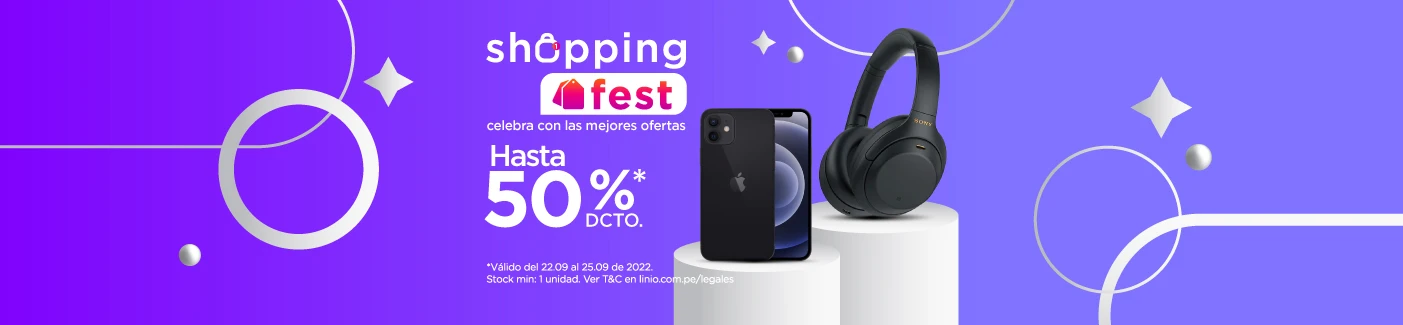 shopping
fest
celebra con las mejores ofertas
Hasta
50%*
DCTO.
*Válido del 22.09 al 25.09 de 2022.
Stock min: 1 unidad. Ver T&C en linio.com.pe/legales
SONY